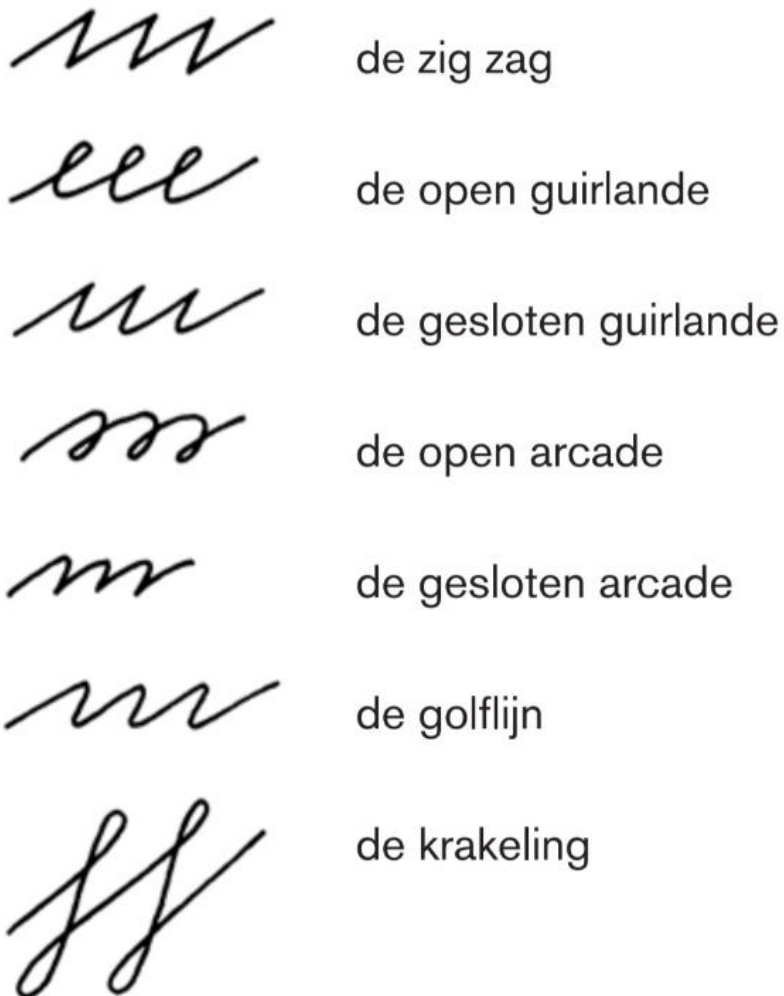 de zig zag
de open guirlande
de gesloten guirlande
de open arcade
de gesloten arcade
de golflijn
de krakeling